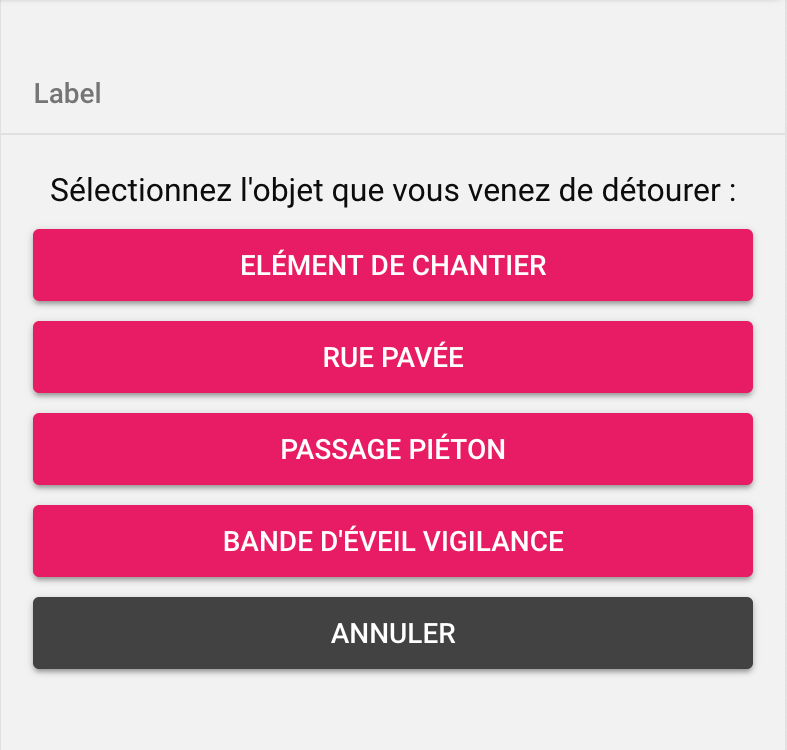 Label
Sélectionnez l'objet que vous venez de détourer :
ELÉMENT DE CHANTIER
RUE PAVÉE
PASSAGE PIÉTON
BANDE D'ÉVEIL VIGILANCE
ANNULER